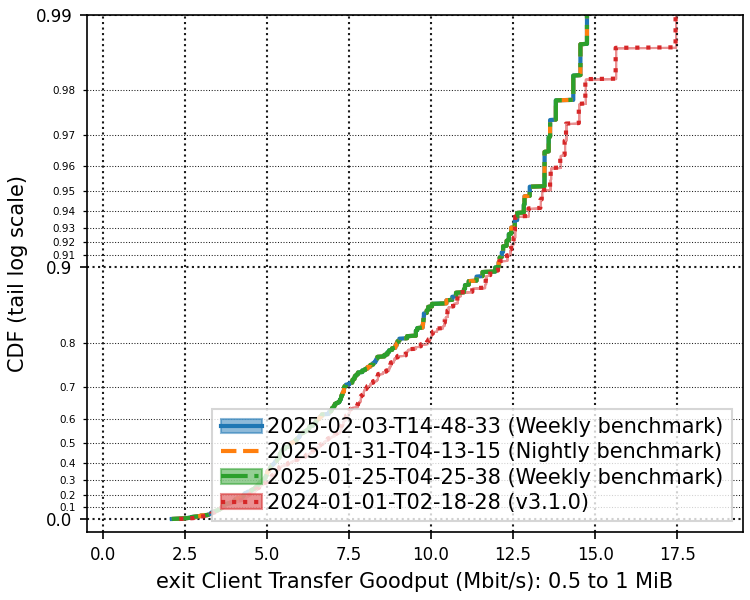 0.99
0.98
0.97
0.96
0.95
0.94
0.93
0.92
0.91
0.9
0.8
0.7
0.6
0.5
0.4
0.3
0.2
0.1
0.0
CDF (tail log scale)
2025-02-03-T14-48-33 (Weekly benchmark)
2025-01-31-T04-13-15 (Nightly benchmark)
2025-01-25-T04-25-38 (Weekly benchmark)
2024-01-01-T02-18-28 (v3.1.0)
0.0 2.5 5.0 7.5 10.0 12.5 15.0 17.5
exit Client Transfer Goodput (Mbit/s): 0.5 to 1 MiB